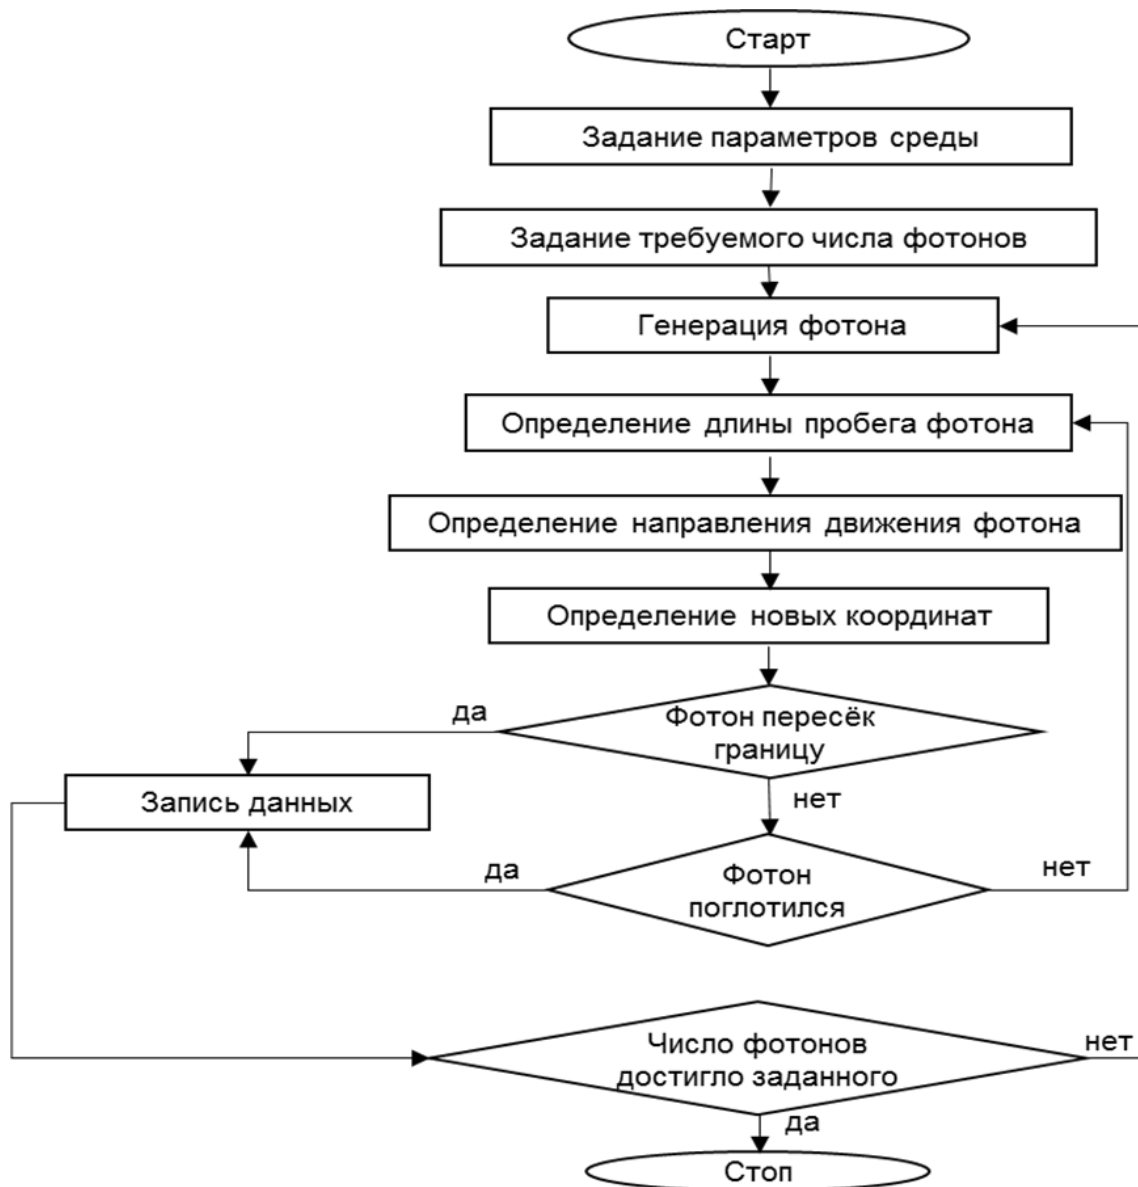 Старт
Задание параметров среды
Задание требуемого числа фотонов
Генерация фотона
Определение длины пробега фотона
Определение направления движения фотона
Определение новых координат
да
Фотон пересёк
границу
Запись данных
нет
да
Фотон
поглотился
нет
Число фотонов
достигло заданного
нет
да
Стоп